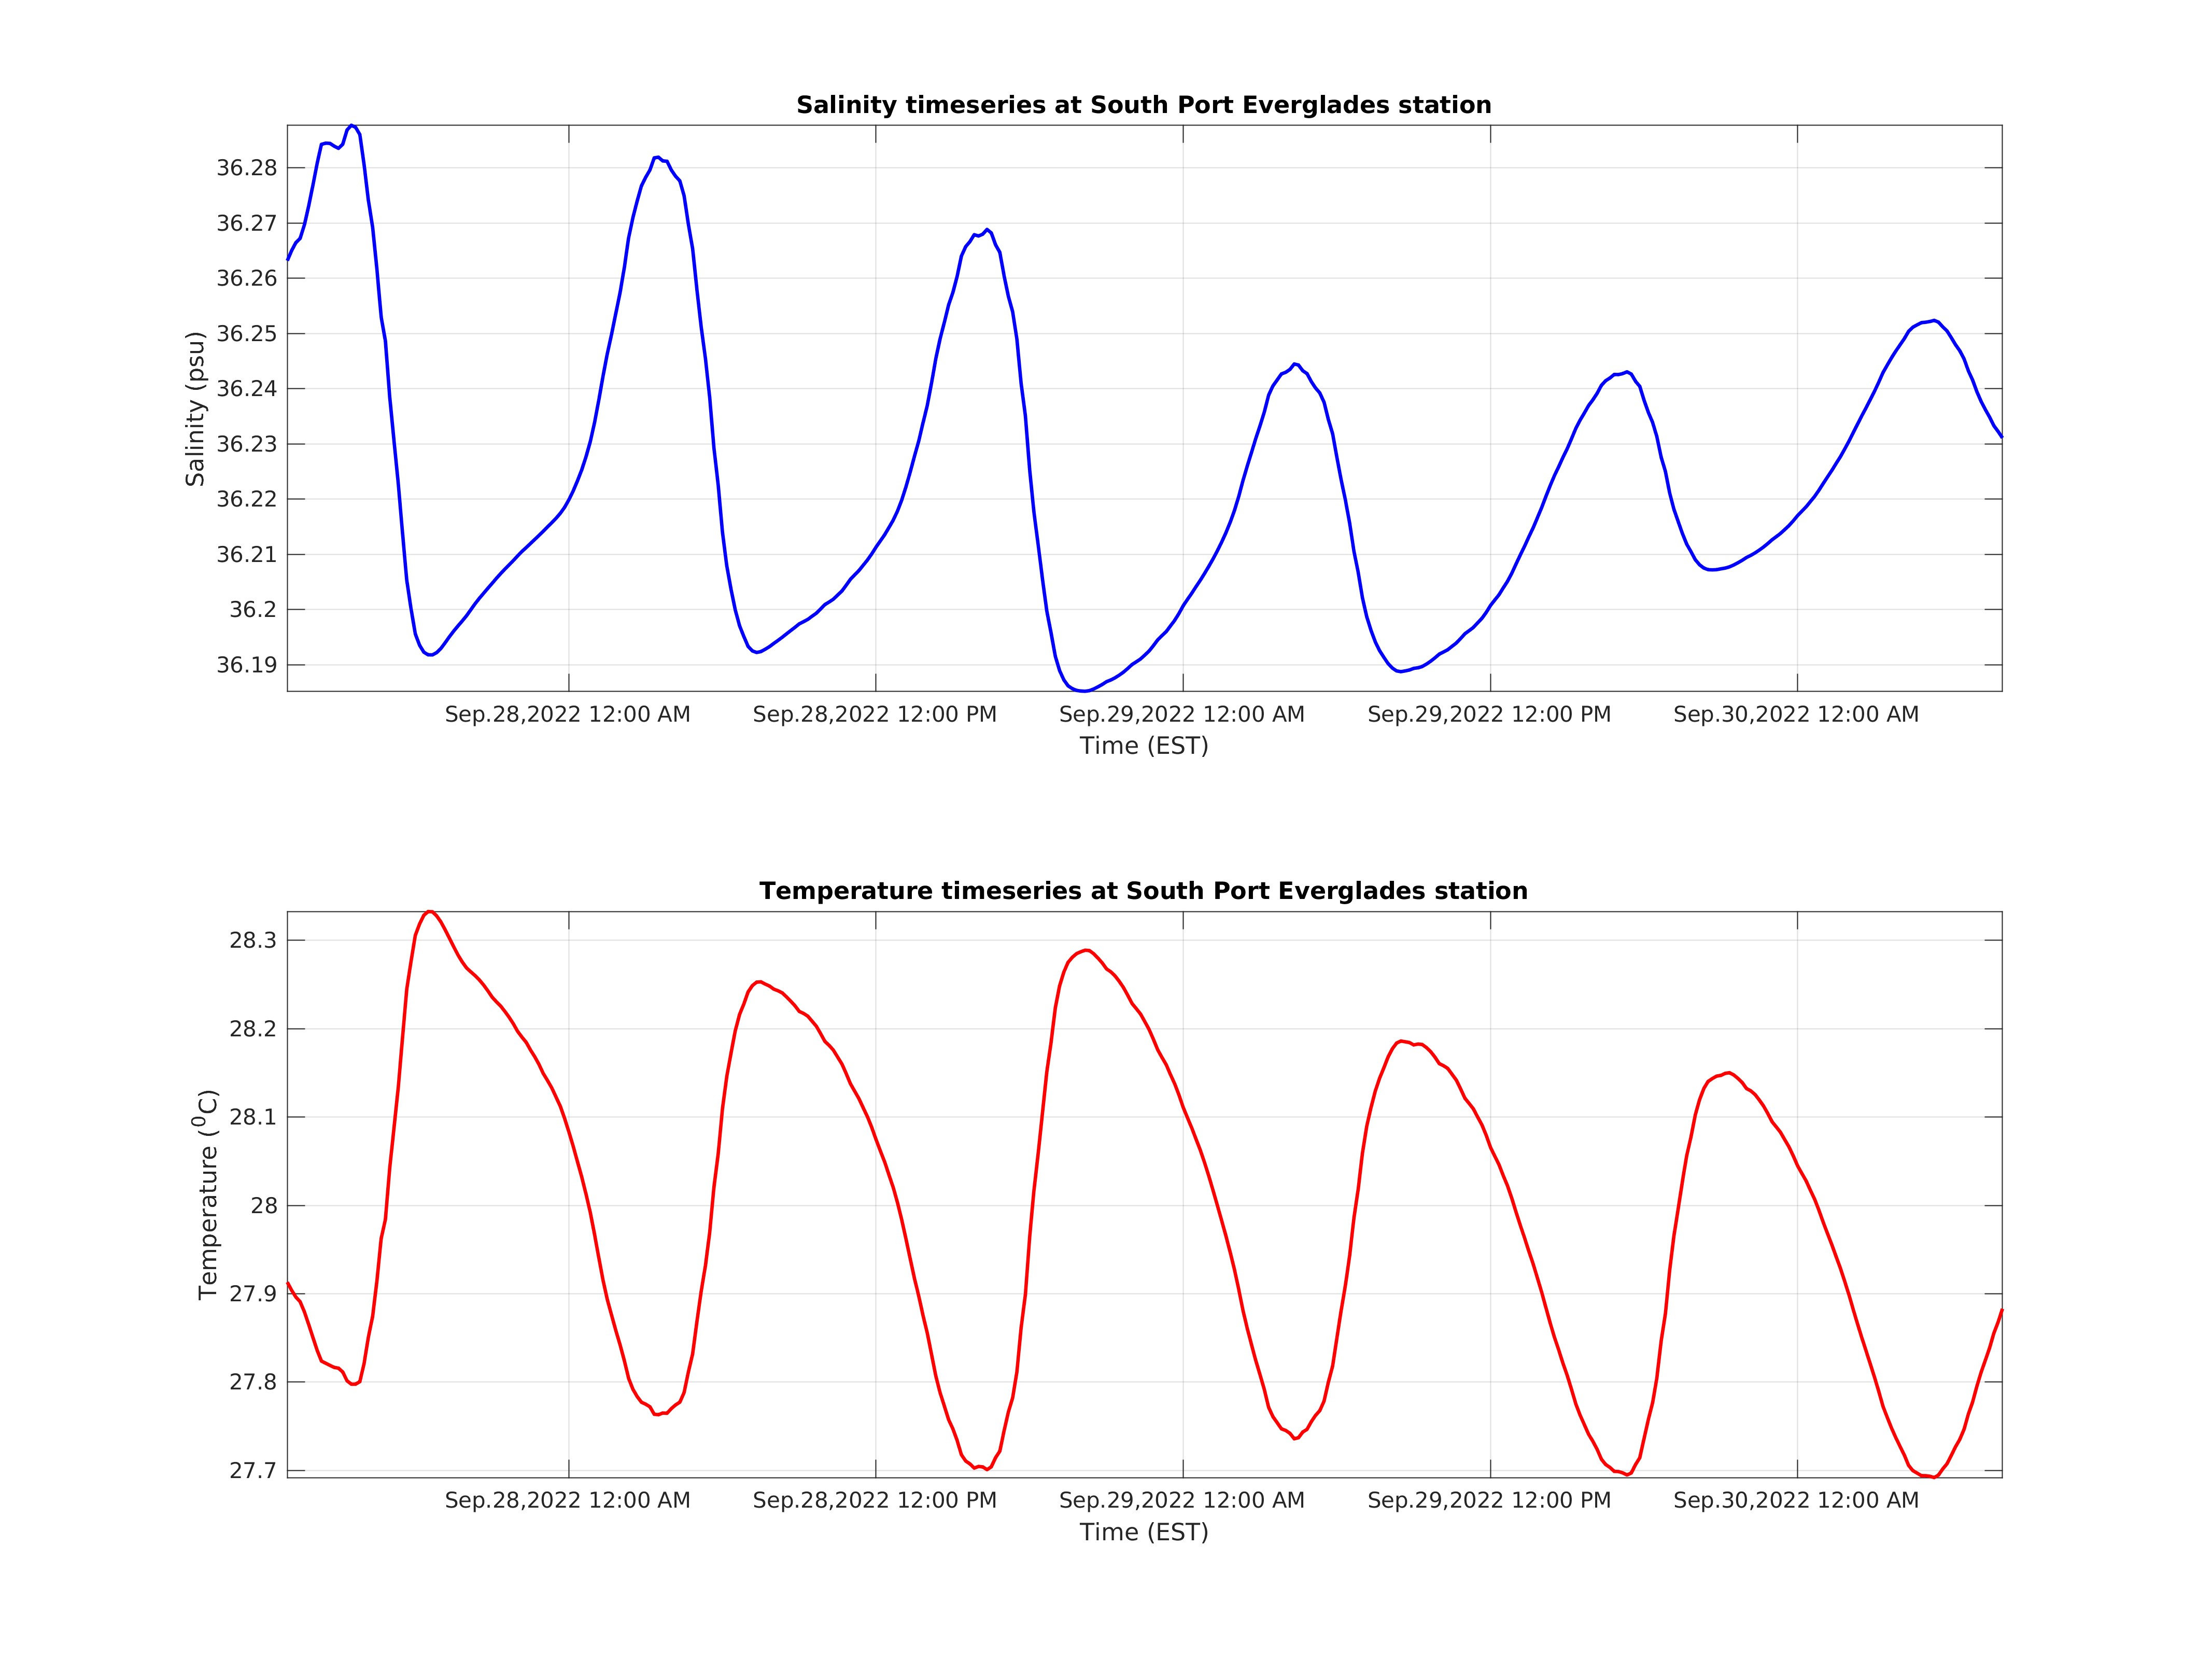 Salinity timeseries at South Port Everglades station
36.28
36.27
36.26
36.25
36.24
36.23
36.22
36.21
36.2
36.19
Salinity (psu)
Sep.28,2022 12:00 AM Sep.28,2022 12:00 PM Sep.29,2022 12:00 AM Sep.29,2022 12:00 PM Sep.30,2022 12:00 AM
Time (EST)
Temperature timeseries at South Port Everglades station
28.3
28.2
28.1
28
27.9
27.8
27.7
Temperature (⁰C)
Sep.28,2022 12:00 AM Sep.28,2022 12:00 PM Sep.29,2022 12:00 AM Sep.29,2022 12:00 PM Sep.30,2022 12:00 AM
Time (EST)